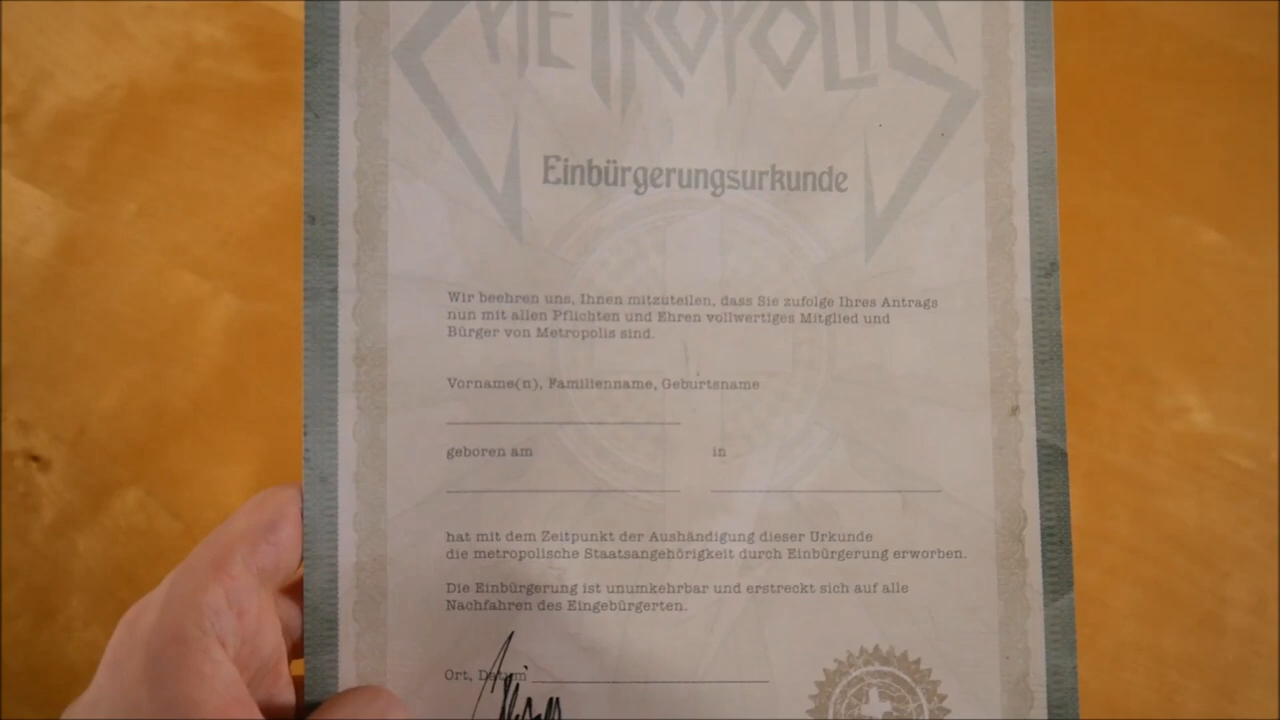 METROPOLIS
Einbürgerungsurkunde
Wir beehren uns, Ihnen mitzuteilen, dass Sie zufolge Ihres Antrags
nun mit allen Pflichten und Ehren vollwertiges Mitglied und
Bürger von Metropolis sind.
Vorname(n), Familienname, Geburtsname
geboren am in
hat mit dem Zeitpunkt der Aushändigung dieser Urkunde
die metropolische Staatsangehörigkeit durch Einbürgerung erworben.
Die Einbürgerung ist unumkehrbar und erstreckt sich auf alle
Nachfahren des Eingebürgerten.
Ort, Datum